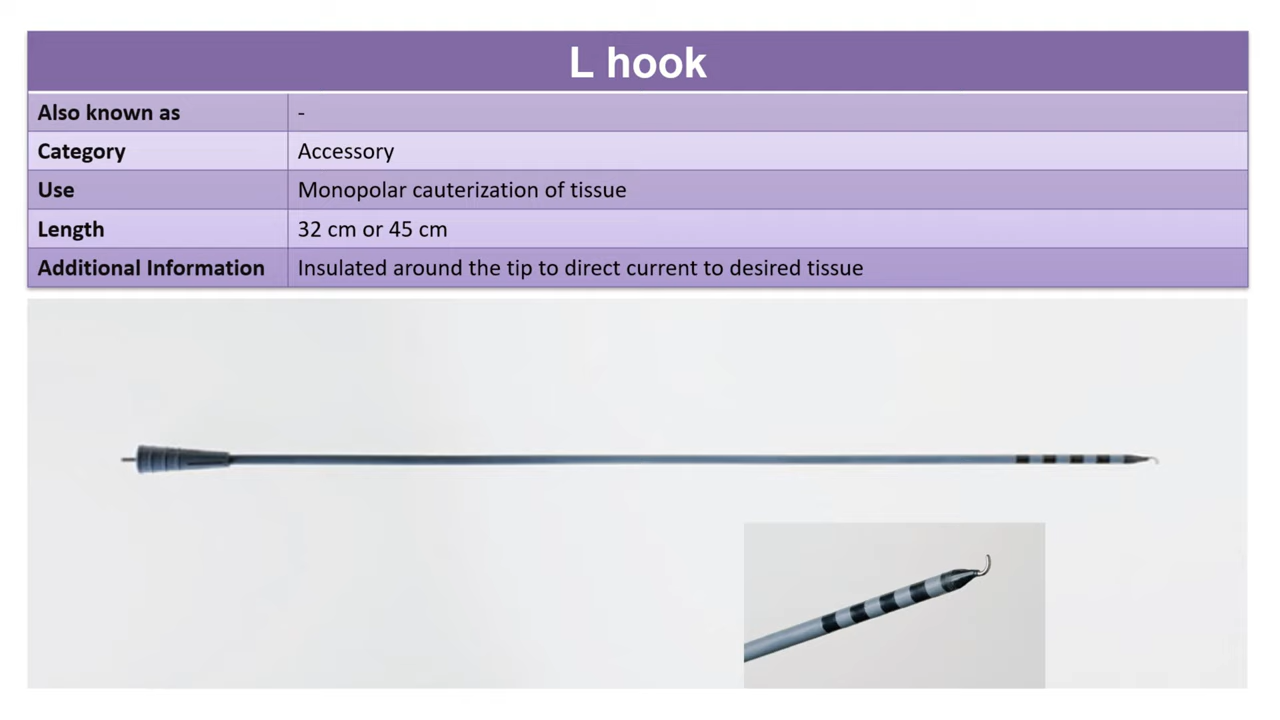 L hook
Also known as -
Category Accessory
Use Monopolar cauterization of tissue
Length 32 cm or 45 cm
Additional Information Insulated around the tip to direct current to desired tissue